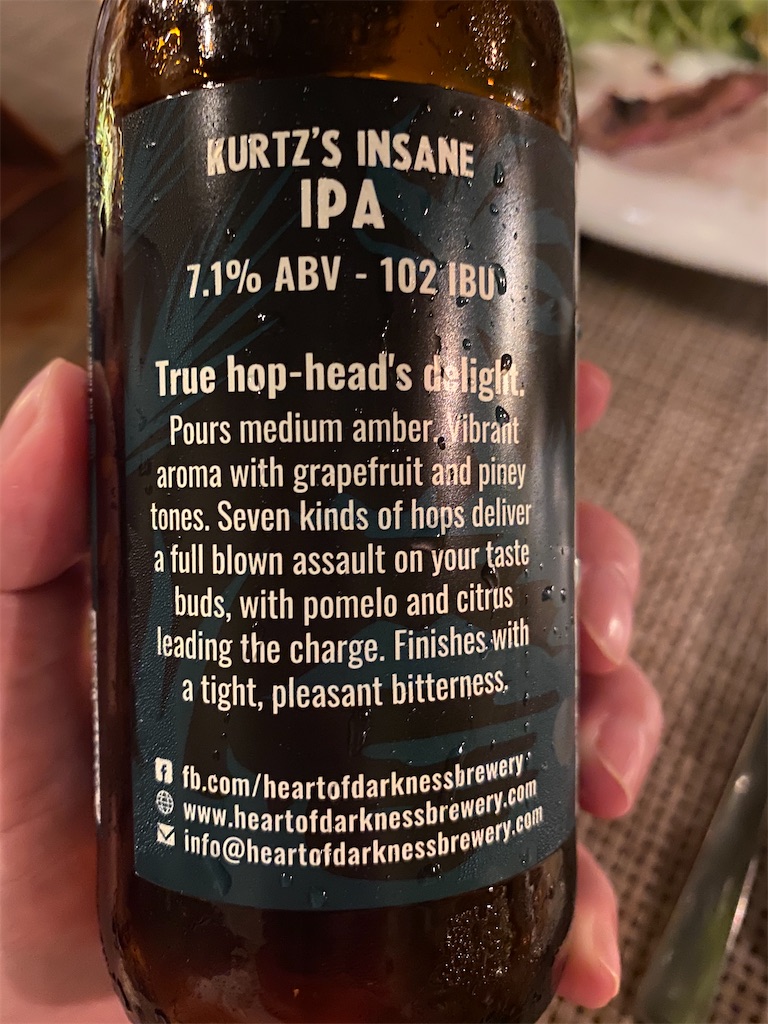 KURTZ'S INSANE
IPA
7.1% ABV - 102 IBU
True hop-head's delight.
Pours medium amber. Vibrant
aroma with grapefruit and piney
tones. Seven kinds of hops deliver
a full blown assault on your taste
buds, with pomelo and citrus
leading the charge. Finishes with
a tight, pleasant bitterness.
fb.com/heartofdarknessbrewery
www.heartofdarknessbrewery.com
info@heartofdarknessbrewery.com